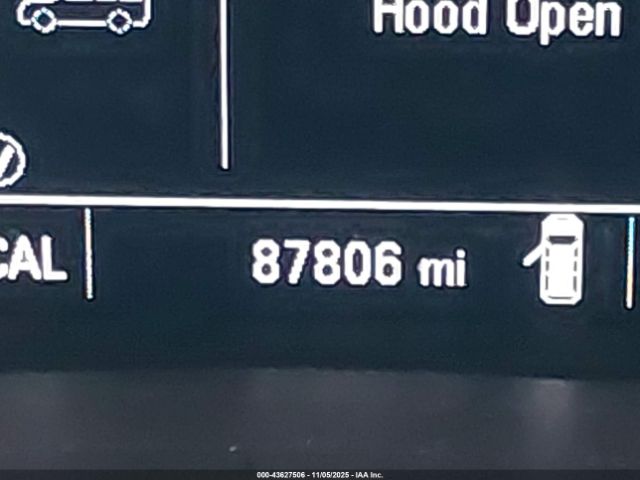 Hood Open
CAL
87806 mi
000-43627506 - 11/05/2025 - IAA Inc.